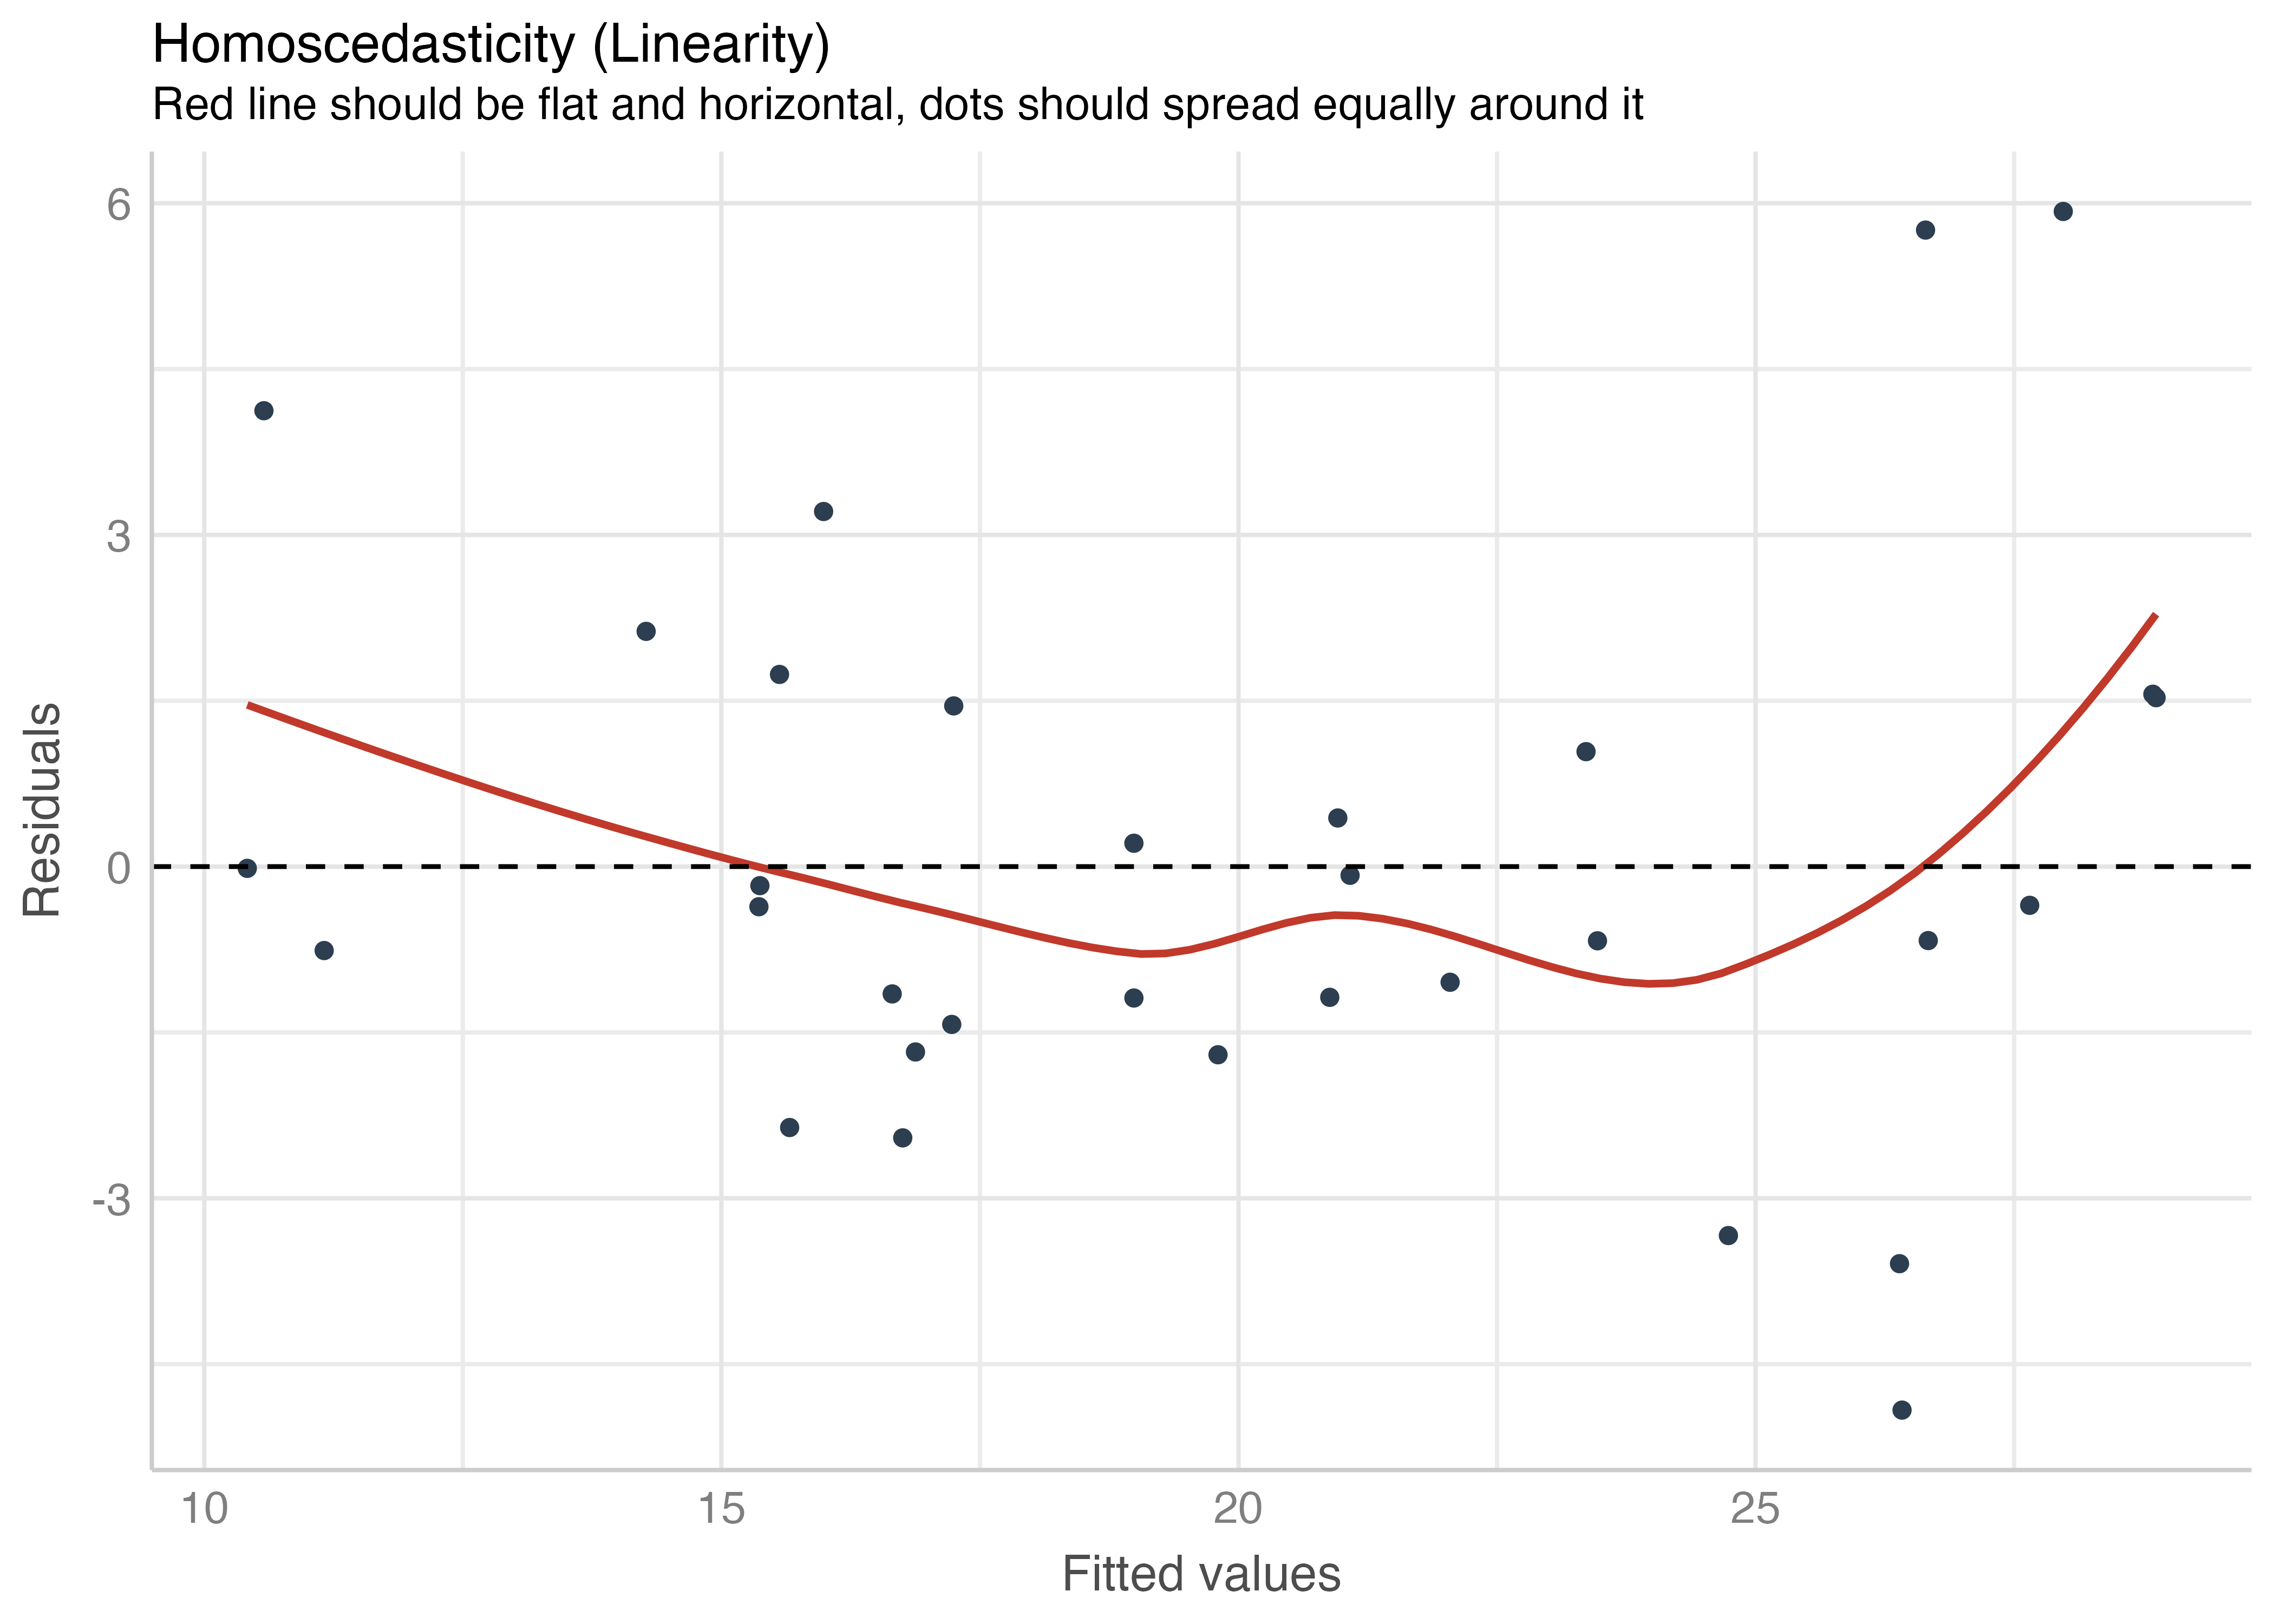 Homoscedasticity (Linearity)
Red line should be flat and horizontal, dots should spread equally around it
6
3
0
-3
Residuals
10 15 20 25
Fitted values